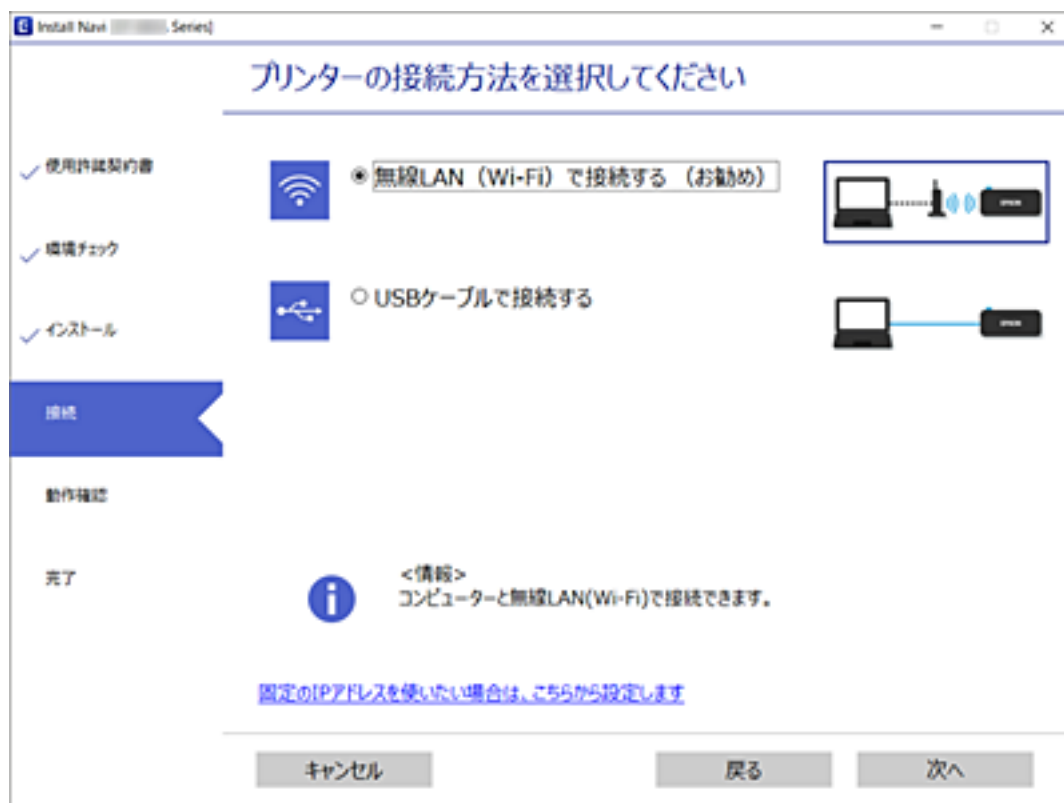 Install Navi Series]
プリンターの接続方法を選択してください
使用許諾契約書
環境チェック
インストール
接続
動作確認
完了
無線LAN（Wi-Fi）で接続する （お勧め）
USBケーブルで接続する
EPSON
EPSON
<情報>
コンピューターと無線LAN(Wi-Fi)で接続できます。
固定のIPアドレスを使いたい場合は、こちらから設定します
キャンセル
戻る
次へ